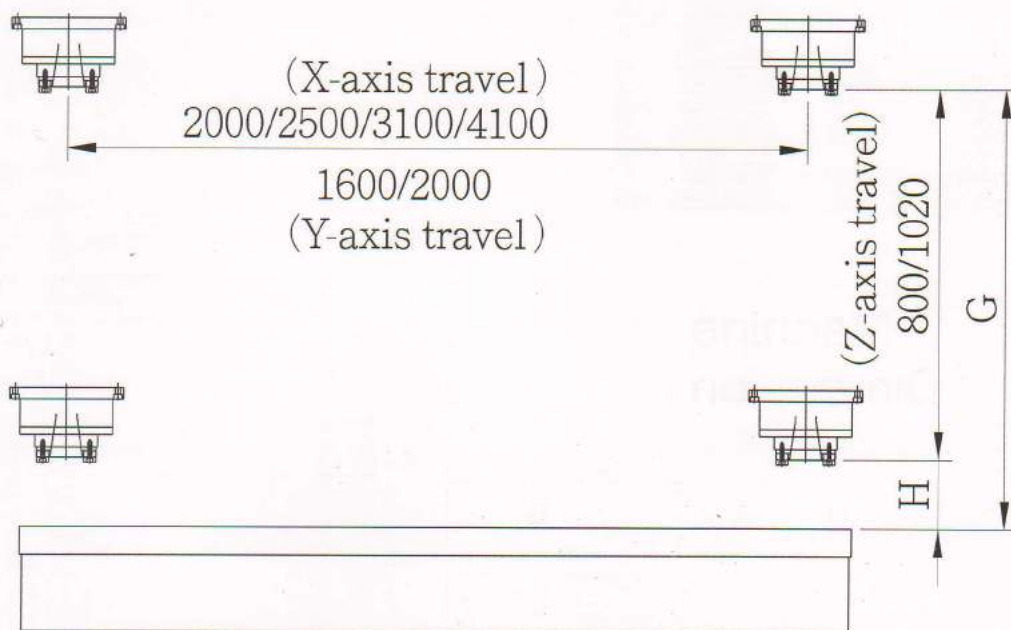 (X-axis travel)
2000/2500/3100/4100
1600/2000
(Y-axis travel)
(Z-axis travel)
800/1020
G
H